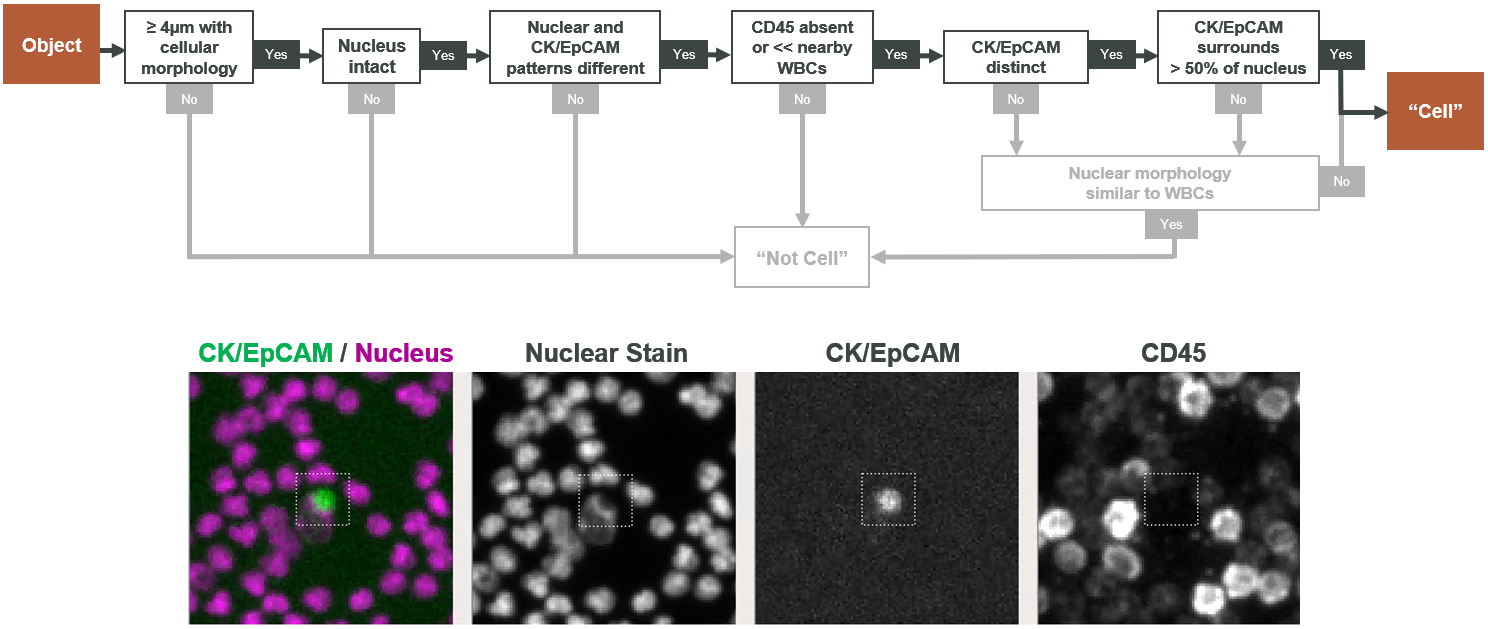 Object
≥ 4μm with
cellular
morphology
Yes
Nucleus
intact
Yes
Nuclear and
CK/EpCAM
patterns different
Yes
CD45 absent
or << nearby
WBCs
Yes
CK/EpCAM
distinct
Yes
CK/EpCAM
surrounds
> 50% of nucleus
Yes
“Cell”
No
No
No
No
No
No
Nuclear morphology
similar to WBCs
No
Yes
“Not Cell”
CK/EpCAM / Nucleus
Nuclear Stain
CK/EpCAM
CD45